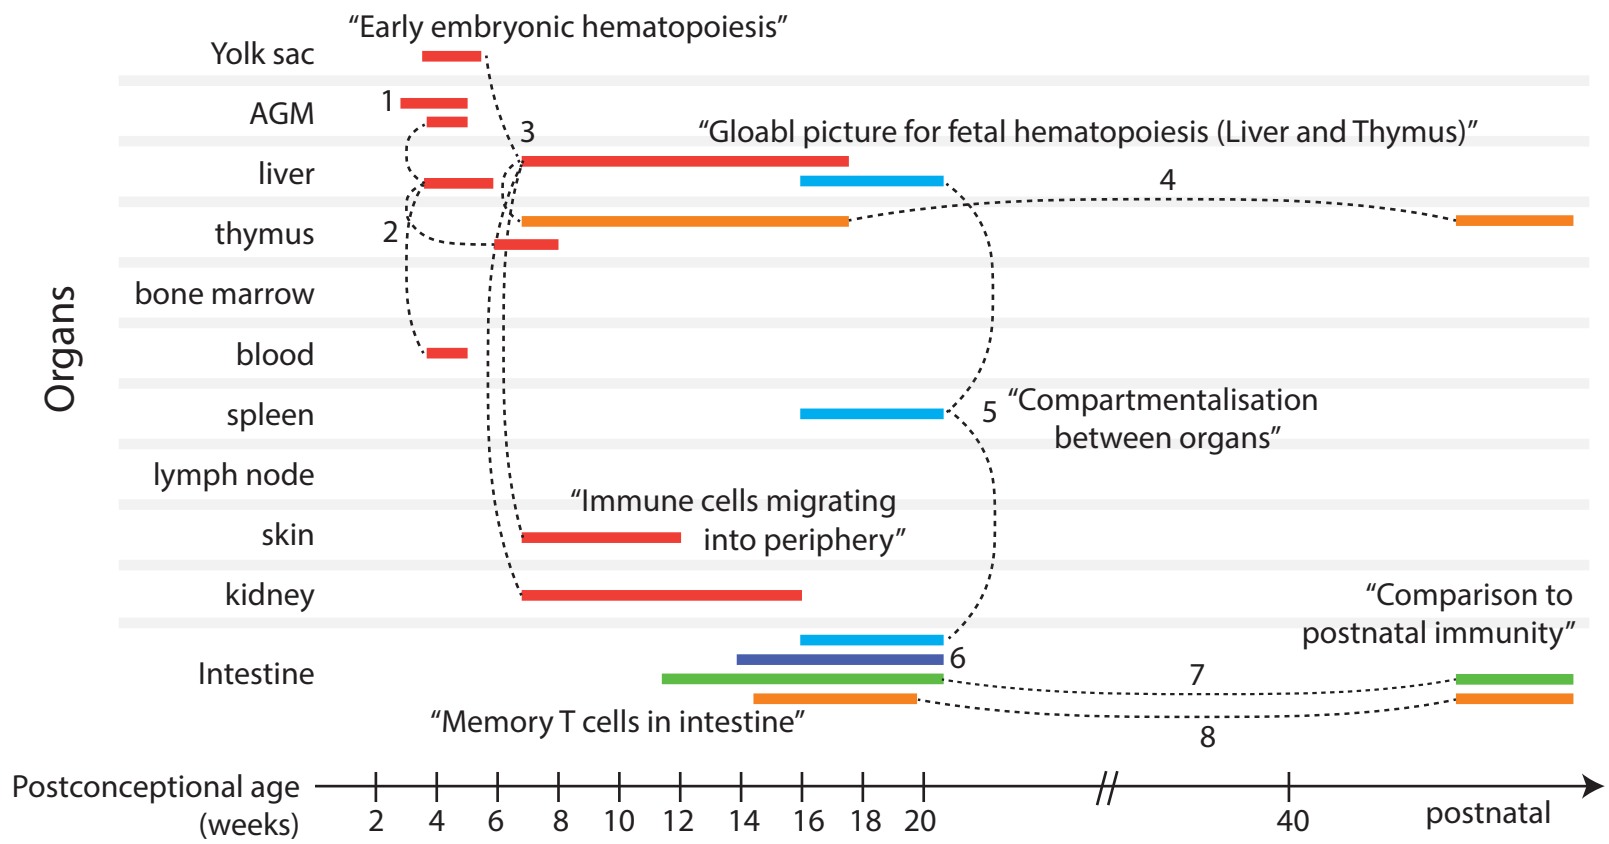 “Early embryonic hematopoiesis”
Yolk sac
1
AGM
3
“Gloabl picture for fetal hematopoiesis (Liver and Thymus)”
liver
4
2
thymus
bone marrow
Organs
blood
spleen
5 “Compartmentalisation
between organs”
lymph node
“Immune cells migrating
into periphery”
skin
kidney
“Comparison to
postnatal immunity”
6
Intestine
7
“Memory T cells in intestine”
8
Postconceptional age
(weeks)
2 4 6 8 10 12 14 16 18 20 40 postnatal